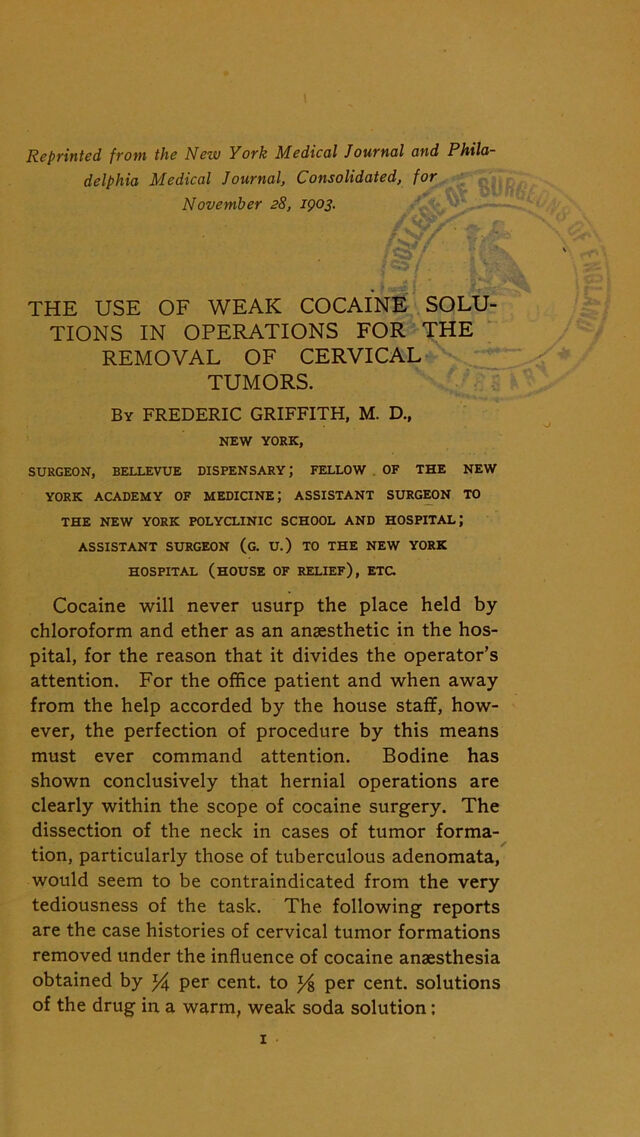 Reprinted from the New York Medical Journal and Phila-
delphia Medical Journal, Consolidated, for
November 28, 1903.
COLLEGE OF SURGEONS OF ENGLAND
LIBRARY
THE USE OF WEAK COCAINE SOLU-
TIONS IN OPERATIONS FOR THE
REMOVAL OF CERVICAL
TUMORS.
By FREDERIC GRIFFITH, M. D.,
NEW YORK,
SURGEON, BELLEVUE DISPENSARY; FELLOW OF THE NEW
YORK ACADEMY OF MEDICINE; ASSISTANT SURGEON TO
THE NEW YORK POLYCLINIC SCHOOL AND HOSPITAL;
ASSISTANT SURGEON (G. U.) TO THE NEW YORK
HOSPITAL (HOUSE OF RELIEF), ETC.
Cocaine will never usurp the place held by
chloroform and ether as an anæsthetic in the hos-
pital, for the reason that it divides the operator's
attention. For the office patient and when away
from the help accorded by the house staff, how-
ever, the perfection of procedure by this means
must ever command attention. Bodine has
shown conclusively that hernial operations are
clearly within the scope of cocaine surgery. The
dissection of the neck in cases of tumor forma-
tion, particularly those of tuberculous adenomata,
would seem to be contraindicated from the very
tediousness of the task. The following reports
are the case histories of cervical tumor formations
removed under the influence of cocaine anæsthesia
obtained by ¼ per cent. to ⅛ per cent. solutions
of the drug in a warm, weak soda solution:
1